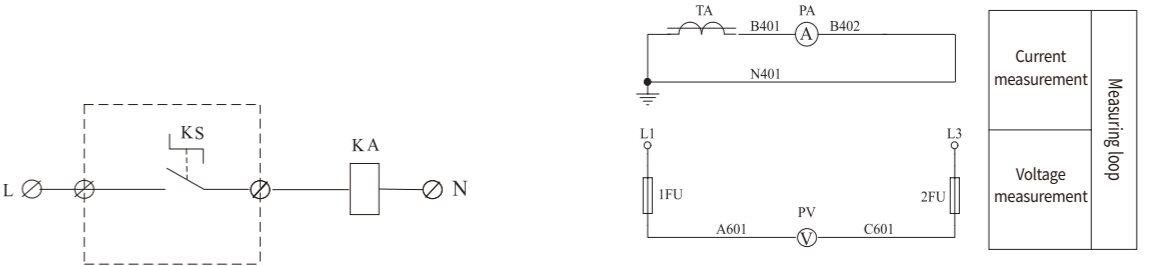 KS
KA
L
N
TA
PA
B401
A
B402
N401
L1
L3
1FU
2FU
PV
A601
V
C601
Current
measurement
Voltage
measurement
Measuring loop